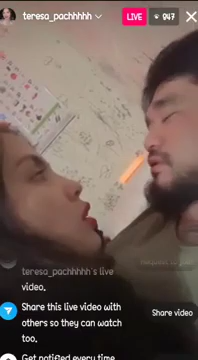 teresa_pachhhhh
LIVE
947
teresa_pachhhhh's live
video.
Share this live video with
others so they can watch
too.
Share video
Get notified every time